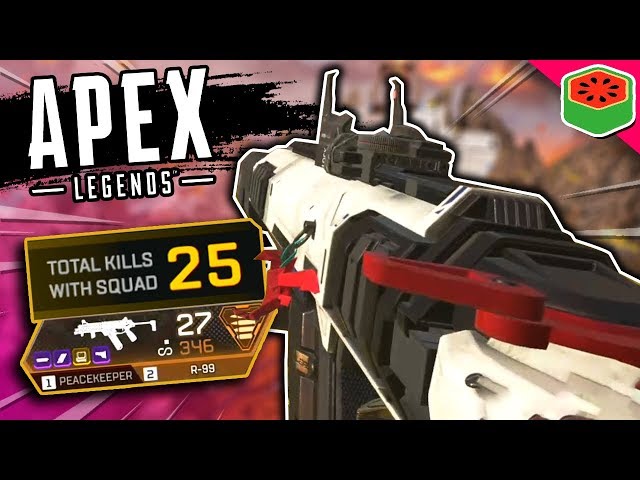 APEX
LEGENDS
TOTAL KILLS
WITH SQUAD 25
27
346
1 PEACEKEEPER 2 R-99